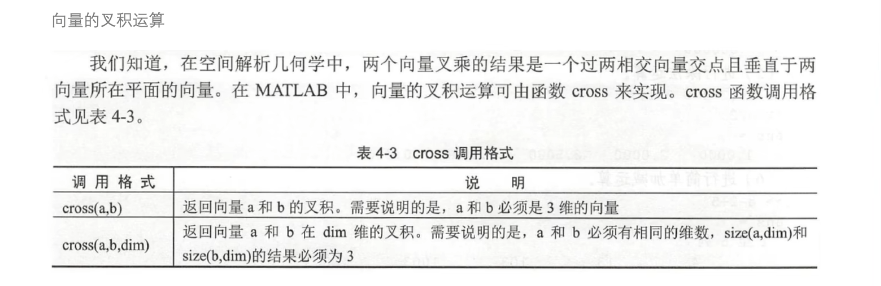 向量的叉积运算
我们知道，在空间解析几何学中，两个向量叉乘的结果是一个过两相交向量交点且垂直于两
向量所在平面的向量。在 MATLAB 中，向量的叉积运算可由函数 cross 来实现。cross 函数调用格
式见表 4-3。
表 4-3 cross 调用格式
调 用 格 式 说 明
cross(a,b) 返回向量 a 和 b 的叉积。需要说明的是，a 和 b 必须是 3 维的向量
cross(a,b,dim) 返回向量 a 和 b 在 dim 维的叉积。需要说明的是，a 和 b 必须有相同的维数，size(a,dim)和
size(b,dim)的结果必须为 3